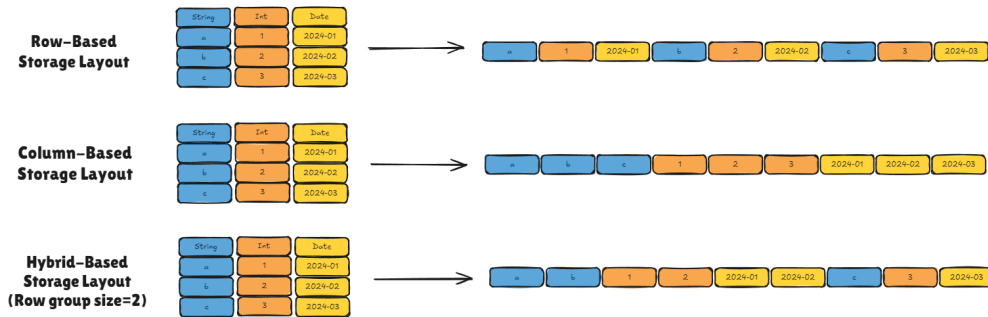 Row-Based
Storage Layout
String Int Date
a 1 2024-01
b 2 2024-02
c 3 2024-03
a 1 2024-01 b 2 2024-02 c 3 2024-03
Column-Based
Storage Layout
String Int Date
a 1 2024-01
b 2 2024-02
c 3 2024-03
a b c 1 2 3 2024-01 2024-02 2024-03
Hybrid-Based
Storage Layout
(Row group size=2)
String Int Date
a 1 2024-01
b 2 2024-02
c 3 2024-03
a b 1 2 2024-01 2024-02 c 3 2024-03